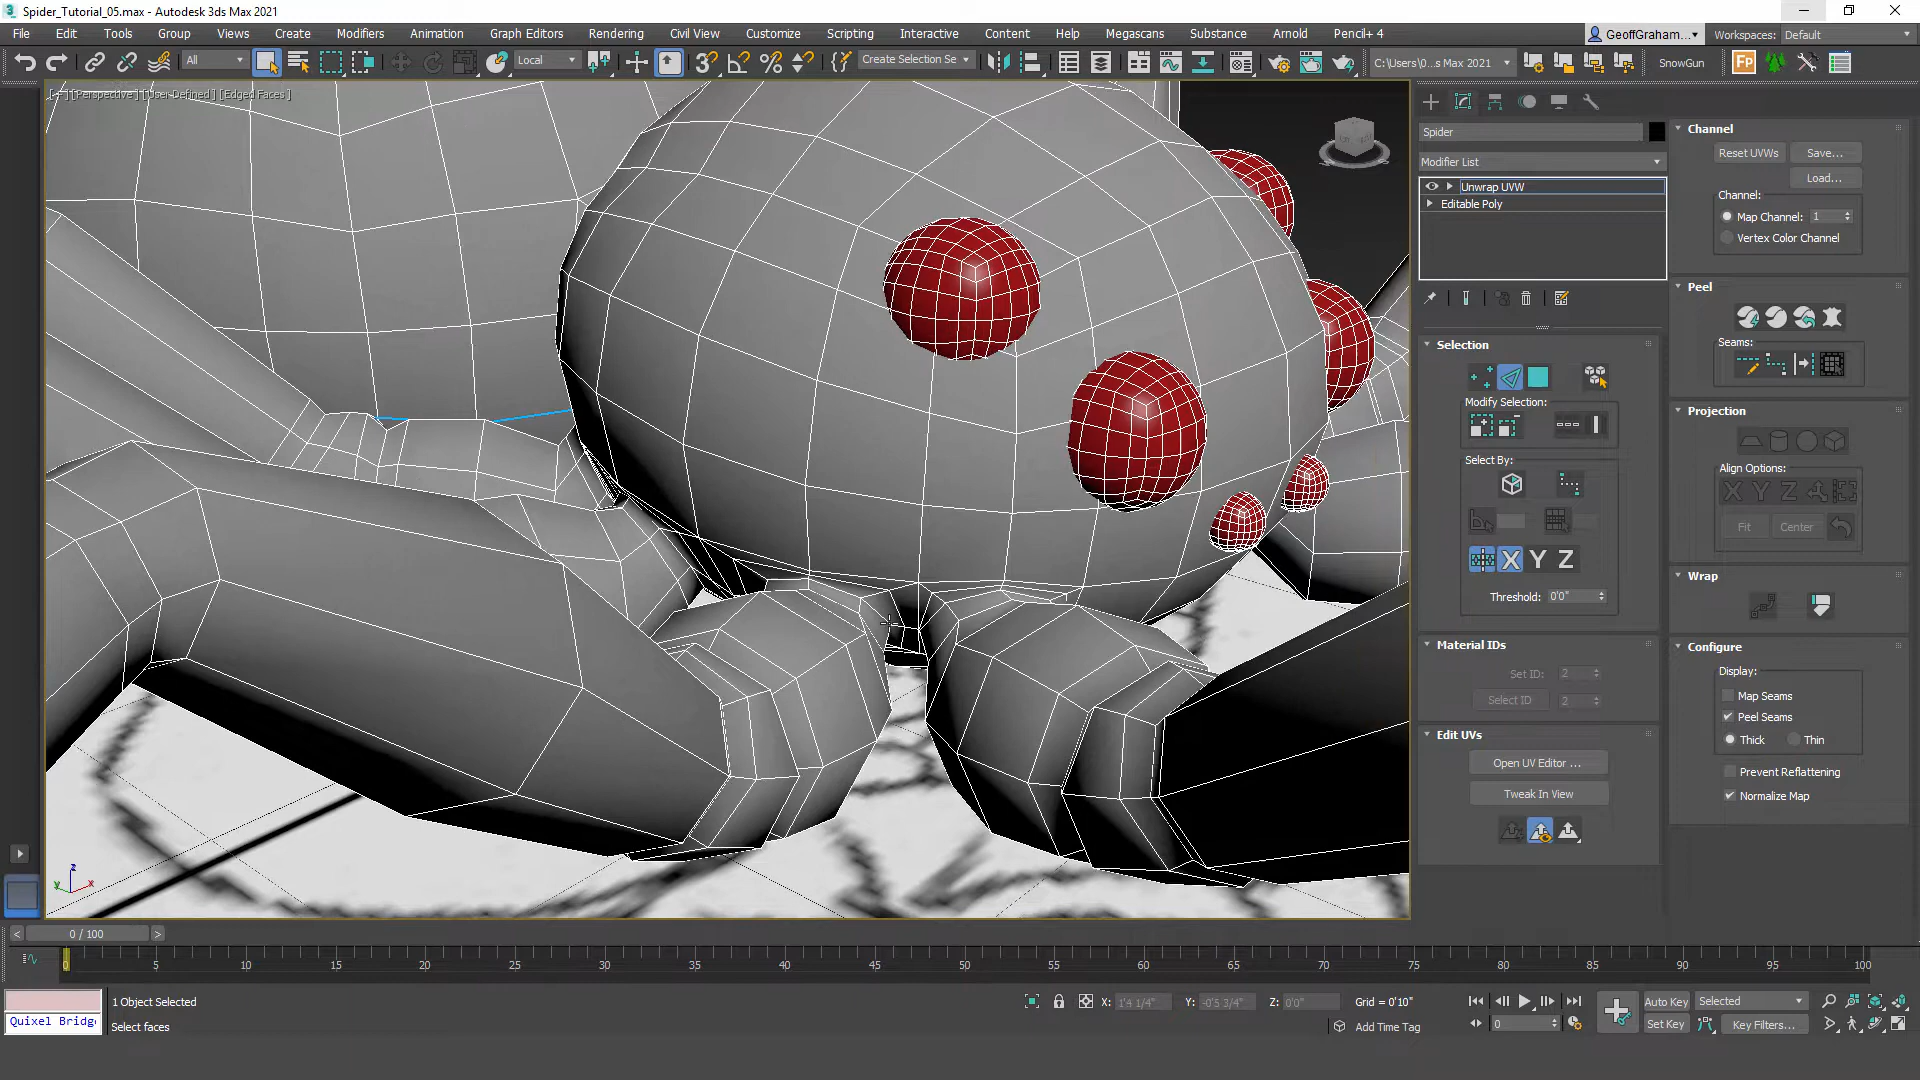 Spider_Tutorial_05.max - Autodesk 3ds Max 2021
File Edit Tools Group Views Create Modifiers Animation Graph Editors Rendering Civil View Customize Scripting Interactive Content Help Megascans Substance Arnold Pencil+ 4 GeoffGraham... Workspaces: Default
All Local Create Selection Se C:\Users\0...s Max 2021 SnowGun
[Perspective] [User-Defined] [Edged Faces]
Spider
Modifier List
Unwrap UVW
Editable Poly
Selection
Modify Selection:
Select By:
X Y Z
Threshold: 0'0"
Material IDs
Set ID: 2
Select ID 2
Edit UVs
Open UV Editor ...
Tweak In View
Channel
Reset UVWs Save...
Load...
Channel:
Map Channel: 1
Vertex Color Channel
Peel
Seams:
Projection
Align Options:
X Y Z
Fit Center
Wrap
Configure
Display:
Map Seams
Peel Seams
Thick Thin
Prevent Reflattening
Normalize Map
z
y x
< 0 / 100 >
0 5 10 15 20 25 30 35 40 45 50 55 60 65 70 75 80 85 90 95 100
1 Object Selected X: 1'4 1/4" Y: -0'5 3/4" Z: 0'0" Grid = 0'10" Auto Key Selected
Quixel Bridg Select faces Add Time Tag 0 Set Key Key Filters...